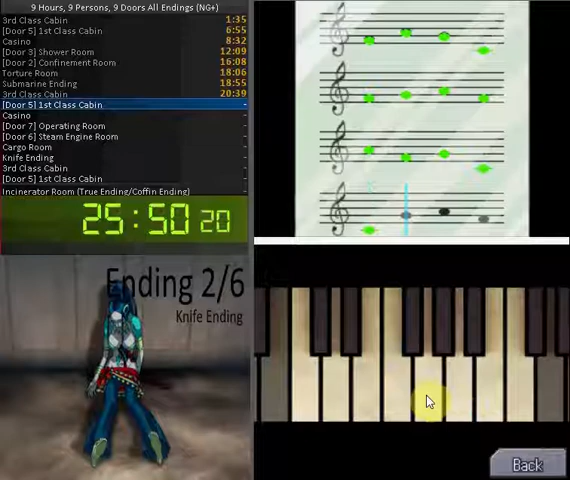 9 Hours, 9 Persons, 9 Doors All Endings (NG+)
3rd Class Cabin 1:35
[Door 5] 1st Class Cabin 6:55
Casino 8:32
[Door 3] Shower Room 12:09
[Door 2] Confinement Room 16:08
Torture Room 18:06
Submarine Ending 18:55
3rd Class Cabin 20:39
[Door 5] 1st Class Cabin -
Casino -
[Door 7] Operating Room -
[Door 6] Steam Engine Room -
Cargo Room -
Knife Ending -
3rd Class Cabin -
[Door 5] 1st Class Cabin -
Incinerator Room (True Ending/Coffin Ending) -
25:50 20
Ending 2/6
Knife Ending
Back